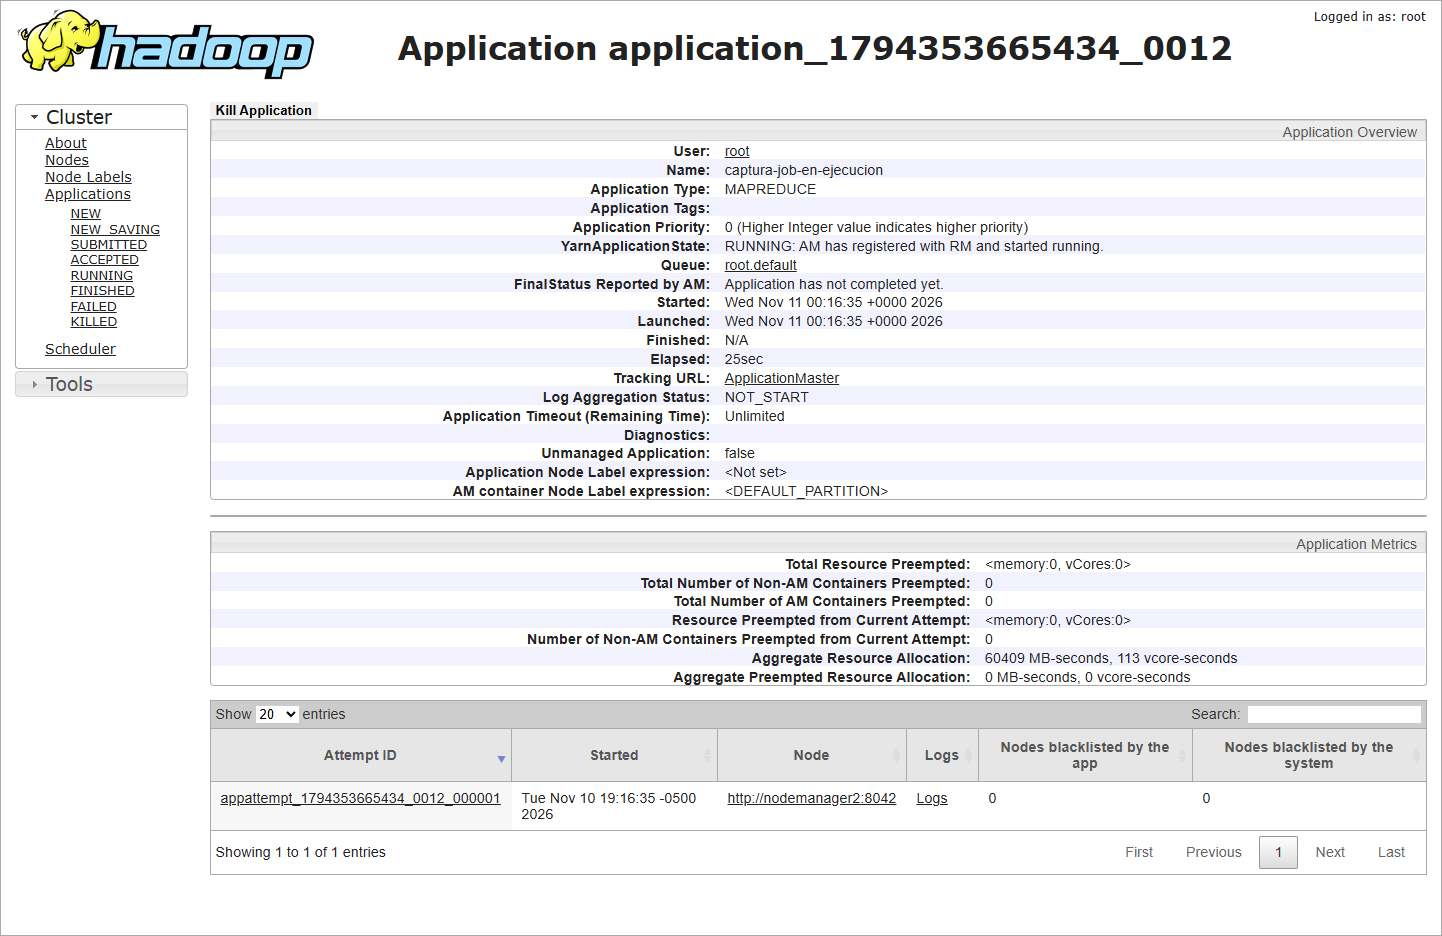 Logged in as: root
hadoop
Application application_1794353665434_0012
Cluster
About
Nodes
Node Labels
Applications
NEW
NEW_SAVING
SUBMITTED
ACCEPTED
RUNNING
FINISHED
FAILED
KILLED
Scheduler
Tools
Kill Application
Application Overview
User: root
Name: captura-job-en-ejecucion
Application Type: MAPREDUCE
Application Tags:
Application Priority: 0 (Higher Integer value indicates higher priority)
YarnApplicationState: RUNNING: AM has registered with RM and started running.
Queue: root.default
FinalStatus Reported by AM: Application has not completed yet.
Started: Wed Nov 11 00:16:35 +0000 2026
Launched: Wed Nov 11 00:16:35 +0000 2026
Finished: N/A
Elapsed: 25sec
Tracking URL: ApplicationMaster
Log Aggregation Status: NOT_START
Application Timeout (Remaining Time): Unlimited
Diagnostics:
Unmanaged Application: false
Application Node Label expression: <Not set>
AM container Node Label expression: <DEFAULT_PARTITION>
Application Metrics
Total Resource Preempted: <memory:0, vCores:0>
Total Number of Non-AM Containers Preempted: 0
Total Number of AM Containers Preempted: 0
Resource Preempted from Current Attempt: <memory:0, vCores:0>
Number of Non-AM Containers Preempted from Current Attempt: 0
Aggregate Resource Allocation: 60409 MB-seconds, 113 vcore-seconds
Aggregate Preempted Resource Allocation: 0 MB-seconds, 0 vcore-seconds
Show 20 entries Search:
Attempt ID Started Node Logs Nodes blacklisted by the app Nodes blacklisted by the system
appattempt_1794353665434_0012_000001 Tue Nov 10 19:16:35 -0500 2026 http://nodemanager2:8042 Logs 0 0
Showing 1 to 1 of 1 entries First Previous 1 Next Last